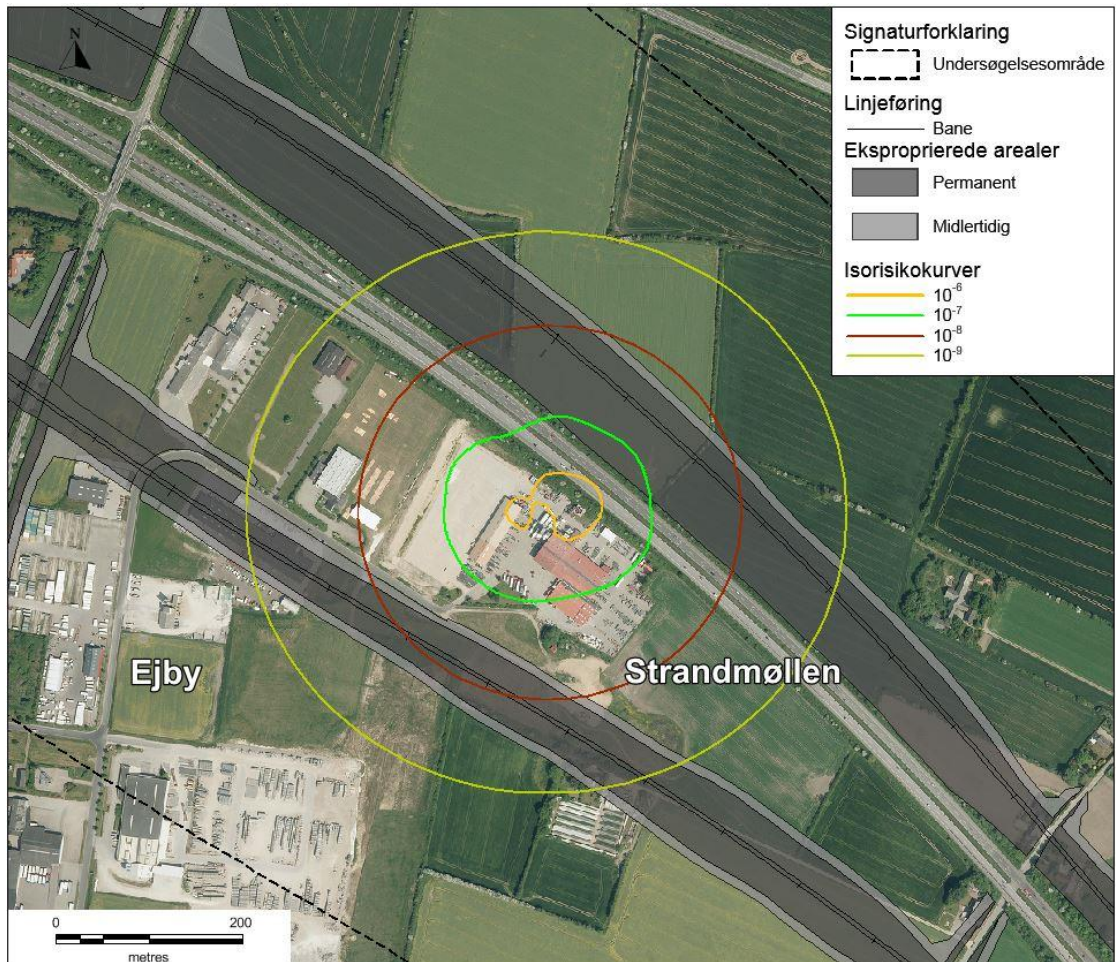 N
Signaturforklaring
Undersøgelsesområde
Linjeføring
Bane
Eksproprierede arealer
Permanent
Midlertidig
Isorisikokurver
10⁻⁶
10⁻⁷
10⁻⁸
10⁻⁹
Ejby
Strandmøllen
0 200
metres